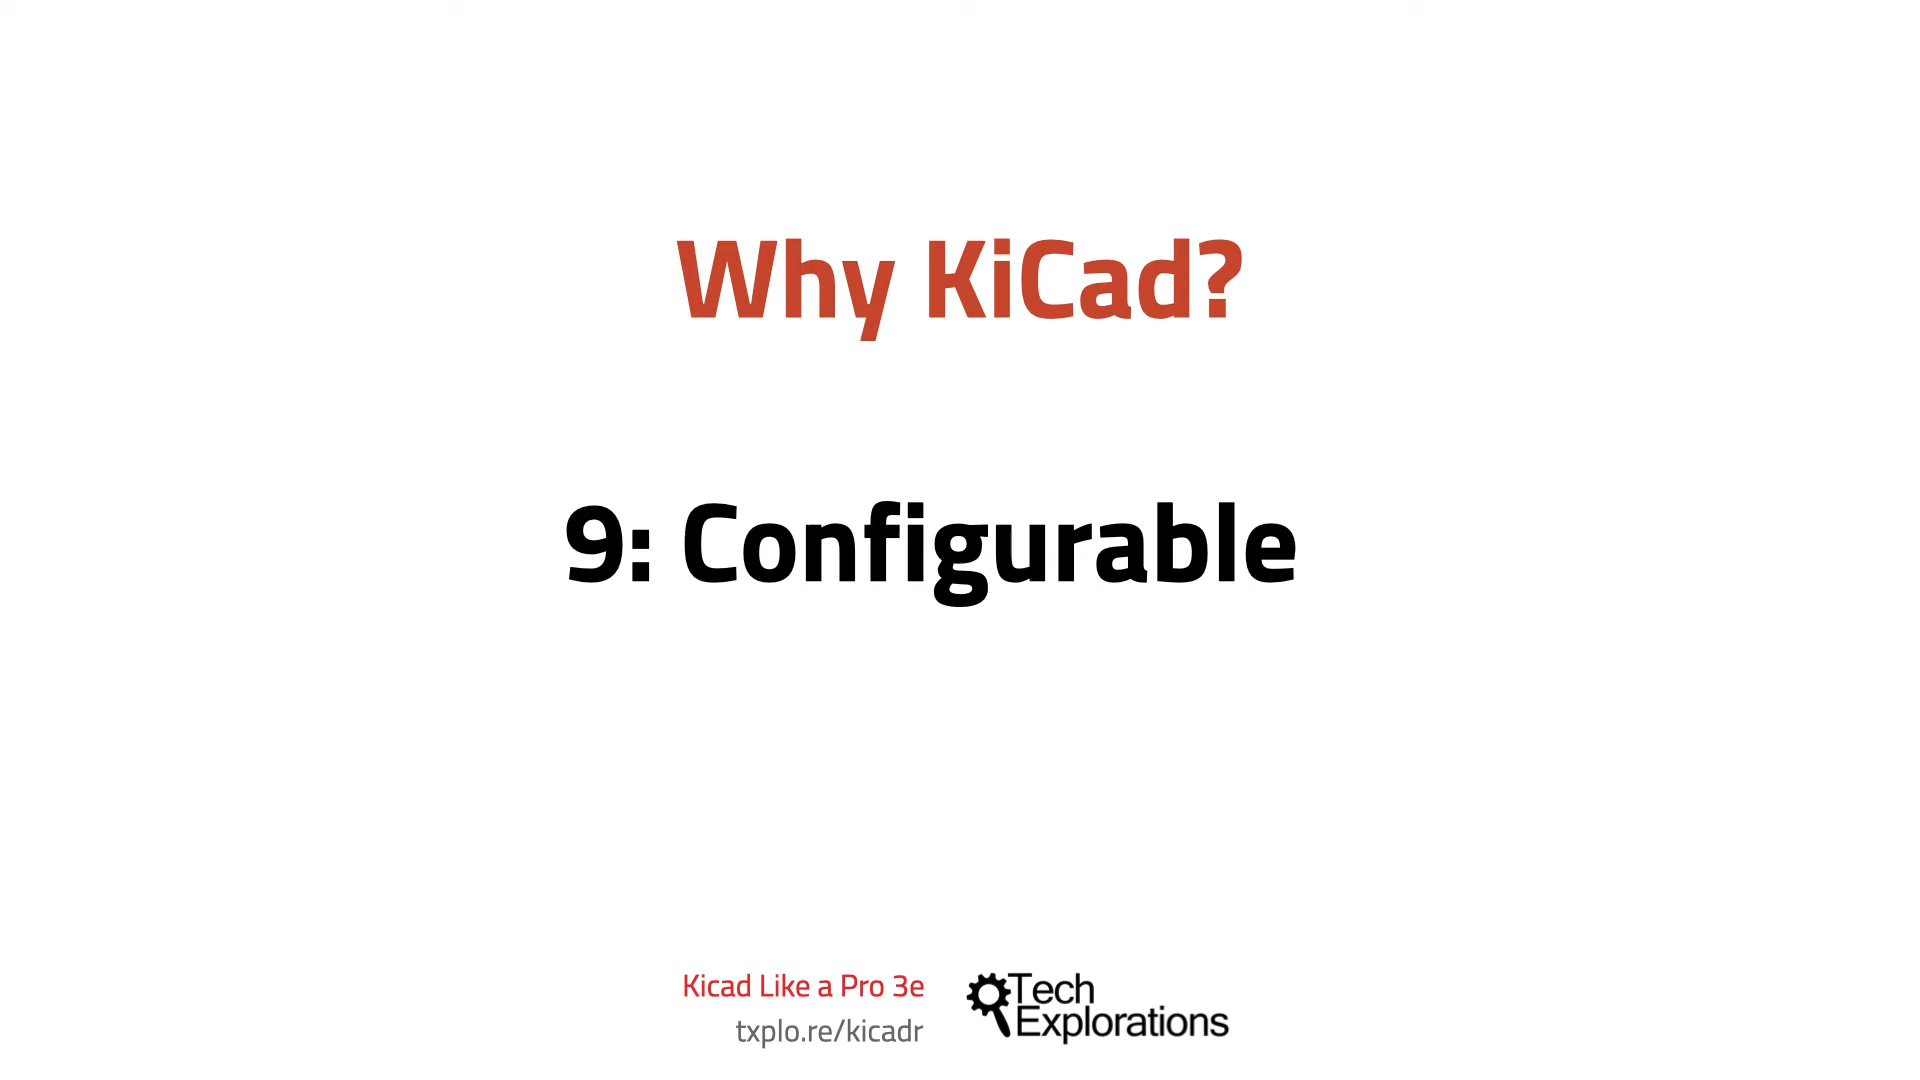 Why KiCad?
9: Configurable
Kicad Like a Pro 3e
txplo.re/kicadr
Tech
Explorations